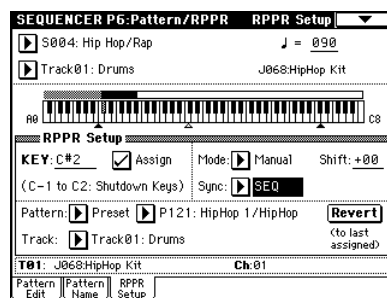 SEQUENCER P6:Pattern/RPPR RPPR Setup
S004: Hip Hop/Rap ♩ = 090
Track01: Drums J068:HipHop Kit
A0 C8
RPPR Setup
KEY: C#2 Assign Mode: Manual Shift: +00
(C-1 to C2: Shutdown Keys) Sync: SEQ
Pattern: Preset P121: HipHop 1/HipHop Revert
Track: Track01: Drums (to last assigned)
T01: J068:HipHop Kit Ch:01
Pattern Edit Pattern Name RPPR Setup